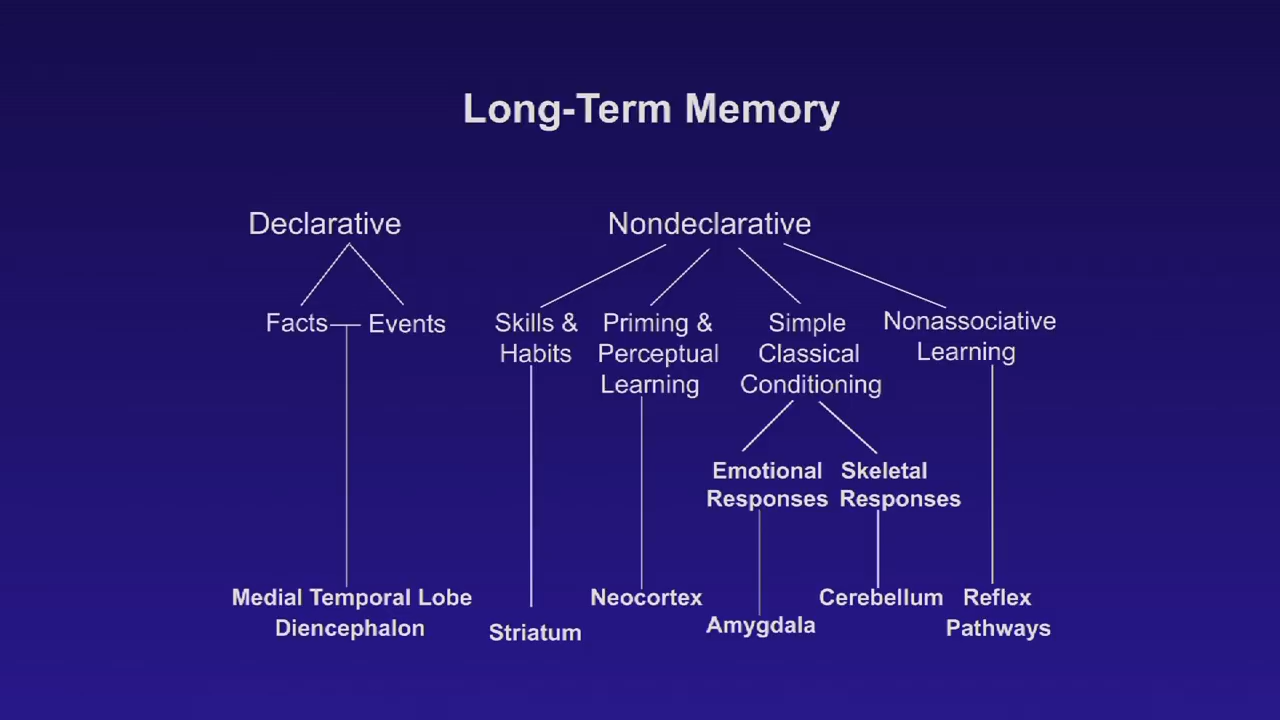 Long-Term Memory
Declarative
Nondeclarative
Facts
Events
Skills &
Habits
Priming &
Perceptual
Learning
Simple
Classical
Conditioning
Nonassociative
Learning
Emotional
Responses
Skeletal
Responses
Medial Temporal Lobe
Diencephalon
Striatum
Neocortex
Amygdala
Cerebellum
Reflex
Pathways